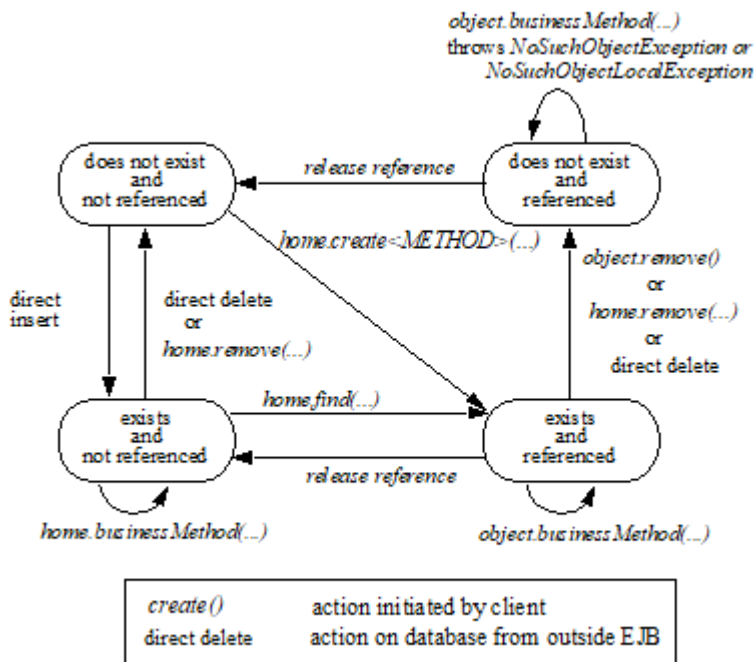 object.businessMethod(...)
throws NoSuchObjectException or
NoSuchObjectLocalException
does not exist
and
not referenced
release reference
does not exist
and
referenced
home.create<METHOD>(...)
direct
insert
direct delete
or
home.remove(...)
object.remove()
or
home.remove(...)
or
direct delete
exists
and
not referenced
home.find(...)
release reference
exists
and
referenced
home.businessMethod(...)
object.businessMethod(...)
create() action initiated by client
direct delete action on database from outside EJB